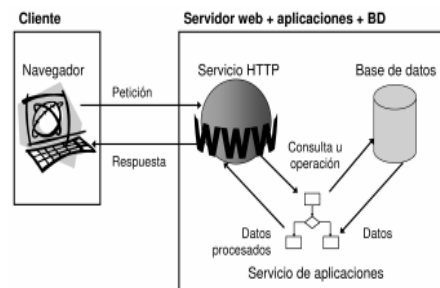 Cliente
Servidor web + aplicaciones + BD
Navegador
Servicio HTTP
Base de datos
Petición
WWW
Respuesta
Consulta u
operación
Datos
procesados
Datos
Servicio de aplicaciones